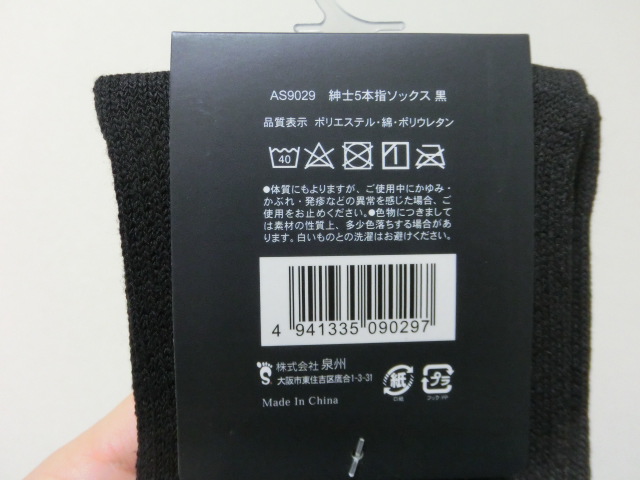 AS9029 紳士5本指ソックス 黒
品質表示 ポリエステル・綿・ポリウレタン
40
●体質にもよりますが、ご使用中にかゆみ・
かぶれ・発疹などの異常を感じた場合、ご
使用をお止めください。●色物につきまして
は素材の性質上、多少色落ちする場合があ
ります。白いものとの洗濯はお避けください。
4 941335 090297
株式会社 泉州
大阪市東住吉区鷹合1-3-31
Made In China
紙
プラ